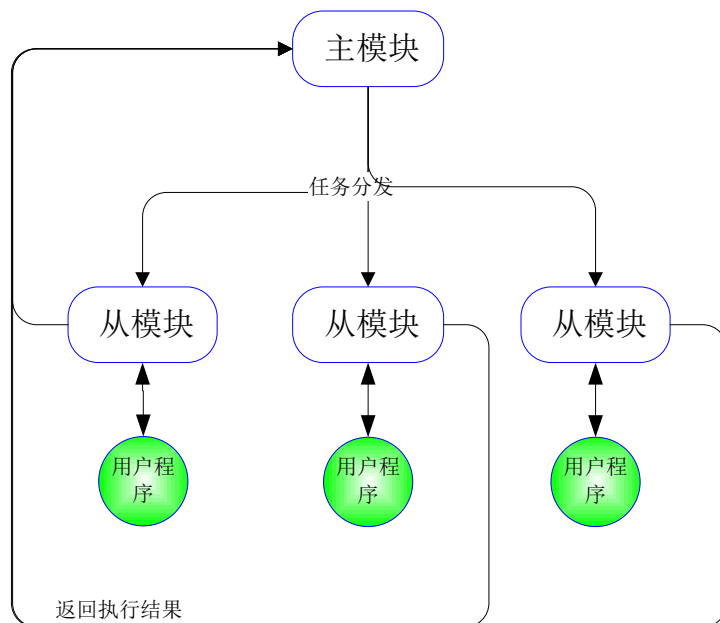 主模块
任务分发
从模块
从模块
从模块
用户程
序
用户程
序
用户程
序
返回执行结果